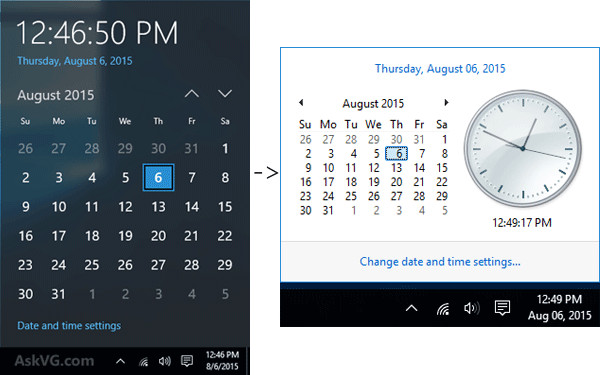 12:46:50 PM
Thursday, August 6, 2015
August 2015
Su Mo Tu We Th Fr Sa
26 27 28 29 30 31 1
2 3 4 5 6 7 8
9 10 11 12 13 14 15
16 17 18 19 20 21 22
23 24 25 26 27 28 29
30 31 1 2 3 4 5
Date and time settings
AskVG.com
12:46 PM
8/6/2015
->
Thursday, August 06, 2015
August 2015
Su Mo Tu We Th Fr Sa
26 27 28 29 30 31 1
2 3 4 5 6 7 8
9 10 11 12 13 14 15
16 17 18 19 20 21 22
23 24 25 26 27 28 29
30 31 1 2 3 4 5
12:49:17 PM
Change date and time settings...
12:49 PM
Aug 06, 2015